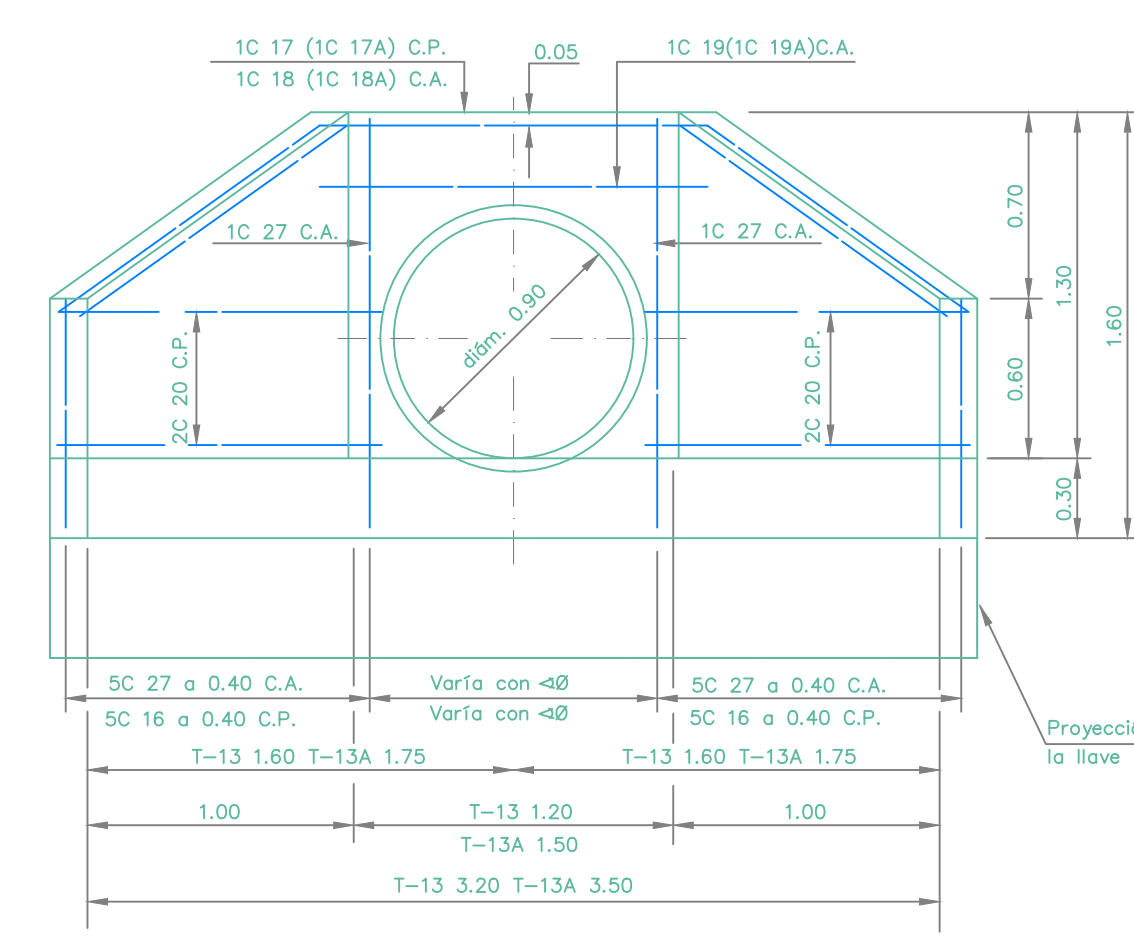 1C 17 (1C 17A) C.P.
1C 18 (1C 18A) C.A.
0.05
1C 19(1C 19A)C.A.
1C 27 C.A.
1C 27 C.A.
diám. 0.90
2C 20 C.P.
2C 20 C.P.
0.70
1.30
1.60
0.60
0.30
5C 27 a 0.40 C.A.
5C 16 a 0.40 C.P.
Varía con ∢Ø
Varía con ∢Ø
5C 27 a 0.40 C.A.
5C 16 a 0.40 C.P.
Proyecció
la llave
T-13 1.60 T-13A 1.75
T-13 1.60 T-13A 1.75
1.00
T-13 1.20
T-13A 1.50
1.00
T-13 3.20 T-13A 3.50